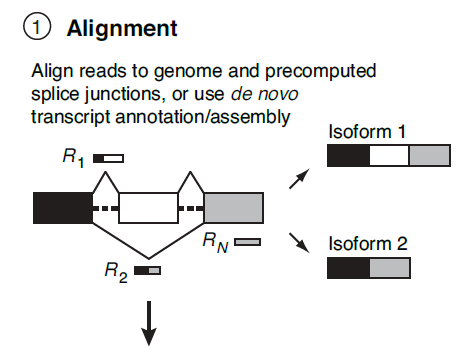 1 Alignment
Align reads to genome and precomputed
splice junctions, or use de novo
transcript annotation/assembly
Isoform 1
R1
RN
Isoform 2
R2